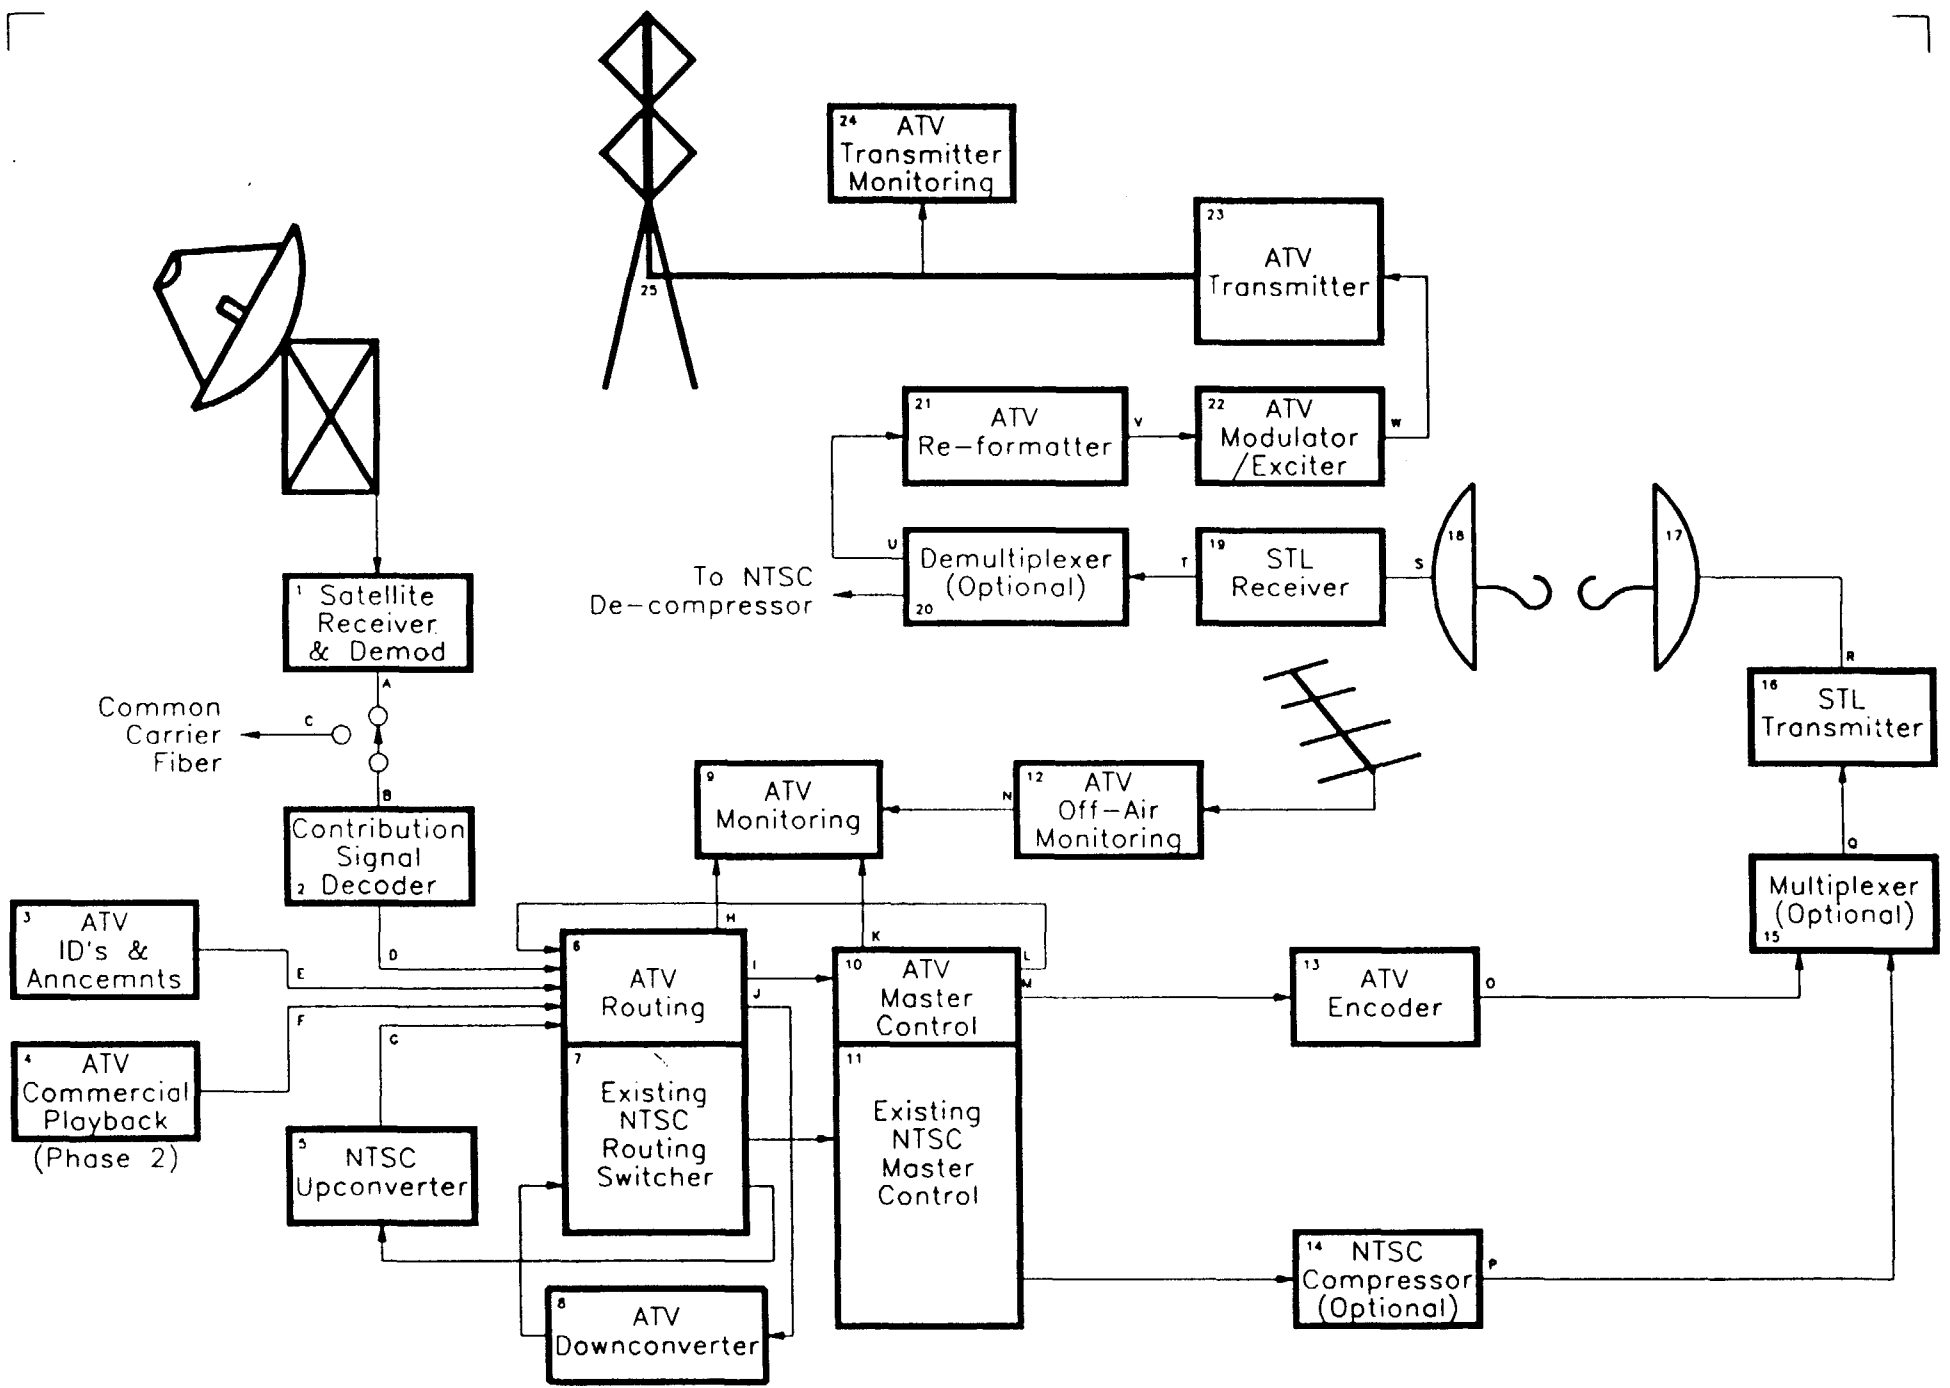 24 ATV
Transmitter
Monitoring
23
ATV
Transmitter
25
21
ATV
Re-formatter
V
22 ATV
Modulator
/Exciter
W
U
Demultiplexer
(Optional)
20
T
19
STL
Receiver
S
18
17
To NTSC
De-compressor
R
16
STL
Transmitter
Q
Multiplexer
(Optional)
15
1
Satellite
Receiver
& Demod
A
Common
Carrier
Fiber
C
B
Contribution
Signal
2 Decoder
D
3
ATV
ID's &
Anncemnts
E
4
ATV
Commercial
Playback
(Phase 2)
F
G
5
NTSC
Upconverter
6
ATV
Routing
7
Existing
NTSC
Routing
Switcher
8
ATV
Downconverter
H
I
J
9
ATV
Monitoring
K
N
12
ATV
Off-Air
Monitoring
L
M
10
ATV
Master
Control
11
Existing
NTSC
Master
Control
13
ATV
Encoder
O
14 NTSC
Compressor
(Optional)
P